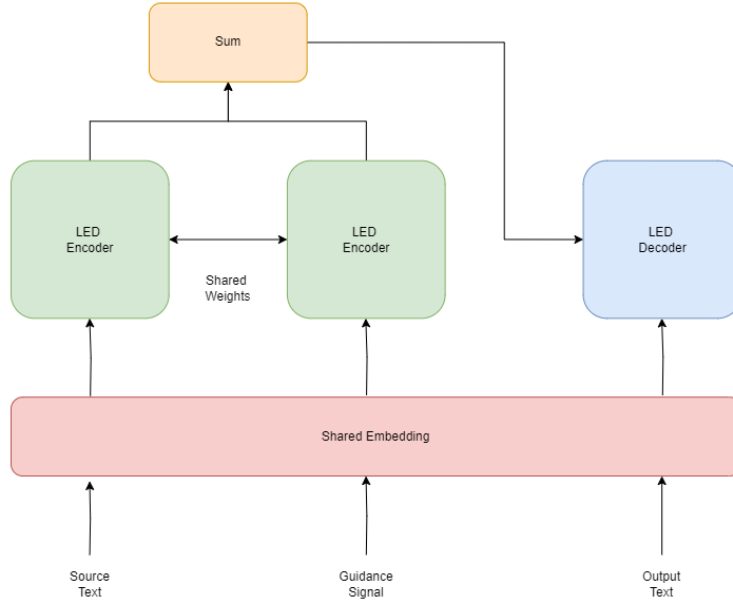 Sum
LED
Encoder
LED
Encoder
LED
Decoder
Shared
Weights
Shared Embedding
Source
Text
Guidance
Signal
Output
Text